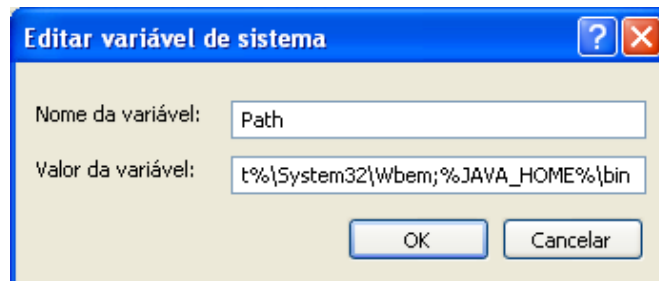 Editar variável de sistema
Nome da variável: Path
Valor da variável: t%\System32\Wbem;%JAVA_HOME%\bin
OK Cancelar